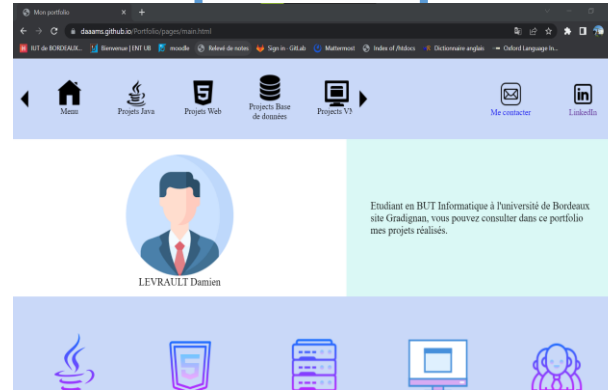 Mon portfolio
daaams.github.io/Portfolio/pages/main.html
IUT de BORDEAUX... Bienvenue | ENT UB moodle Relevé de notes Sign in · GitLab Mattermost Index of /htdocs Dictionnaire anglais Oxford Language In...
Menu
Projets Java
Projets Web
Projects Base
de données
Projects VB
Me contacter
LinkedIn
Etudiant en BUT Informatique à l'université de Bordeaux
site Gradignan, vous pouvez consulter dans ce portfolio
mes projets réalisés.
LEVRAULT Damien